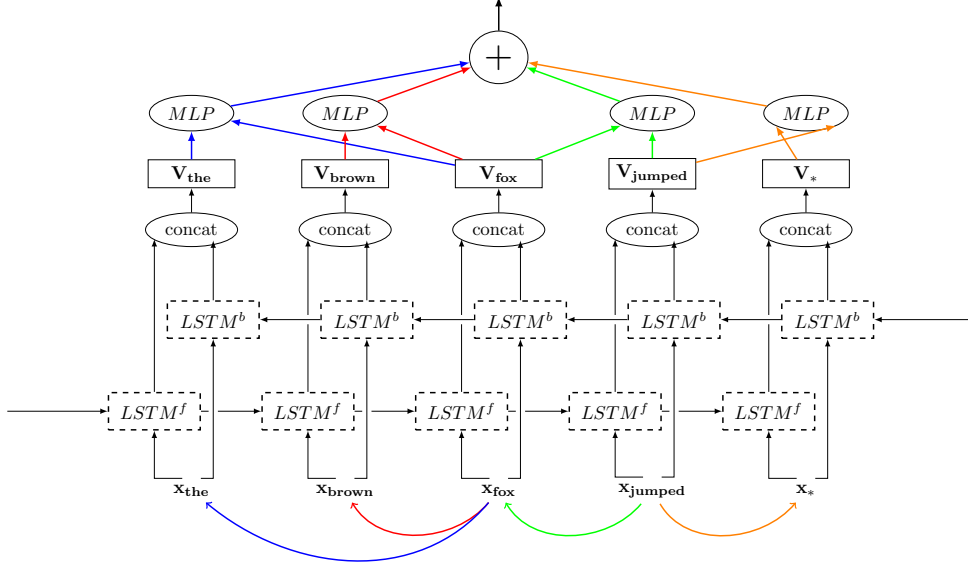 +
MLP MLP MLP MLP
V_the V_brown V_fox V_jumped V_*
concat concat concat concat concat
LSTM^b LSTM^b LSTM^b LSTM^b LSTM^b
LSTM^f LSTM^f LSTM^f LSTM^f LSTM^f
x_the x_brown x_fox x_jumped x_*